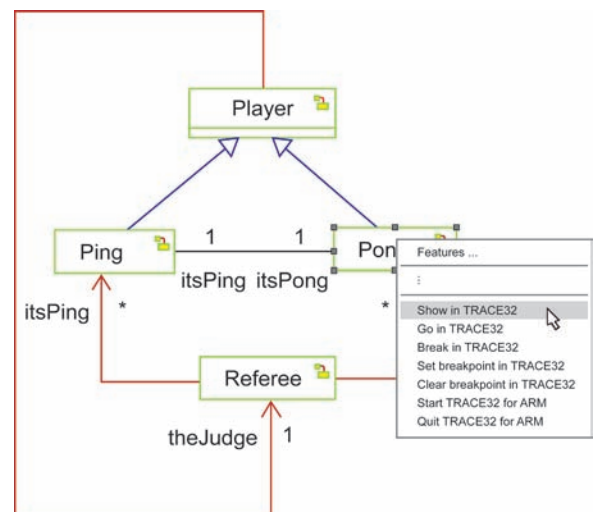 Player
Ping
1
1
itsPing
itsPong
Pon
Features ...
:
Show in TRACE32
Go in TRACE32
Break in TRACE32
Set breakpoint in TRACE32
Clear breakpoint in TRACE32
Start TRACE32 for ARM
Quit TRACE32 for ARM
itsPing
*
*
Referee
theJudge
1